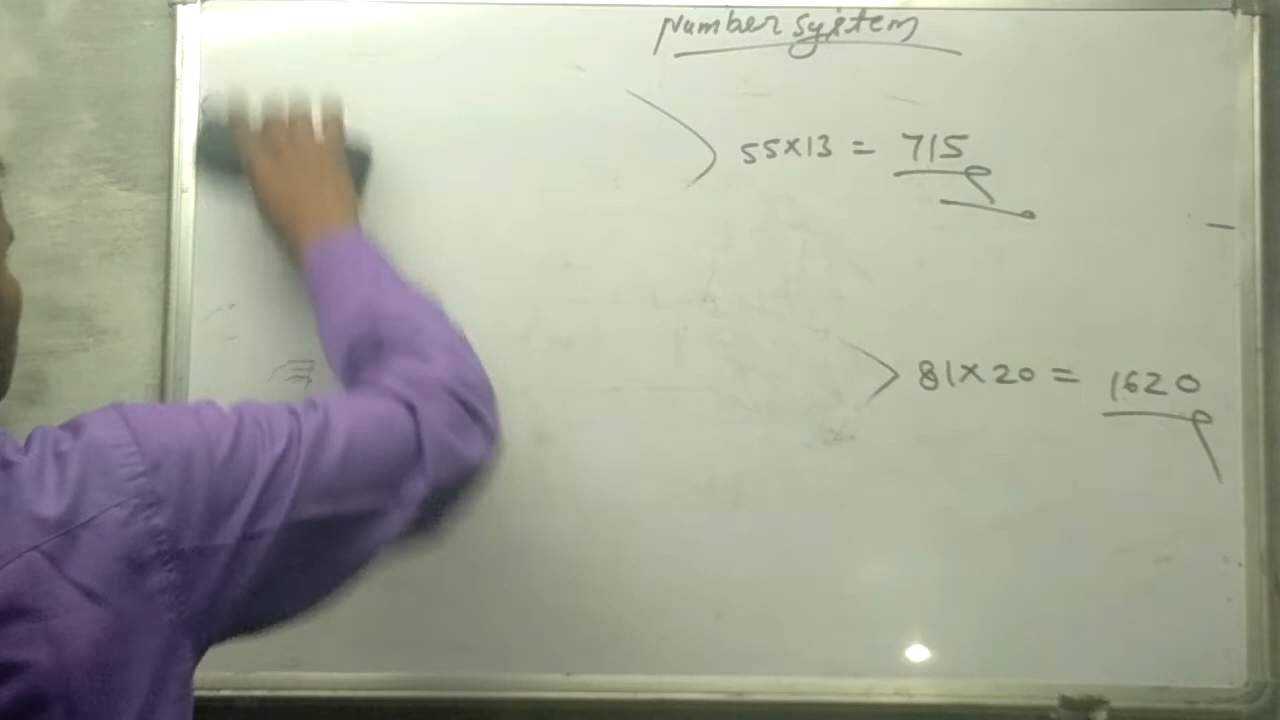 Number system
55×13 = 715
81×20 = 1620